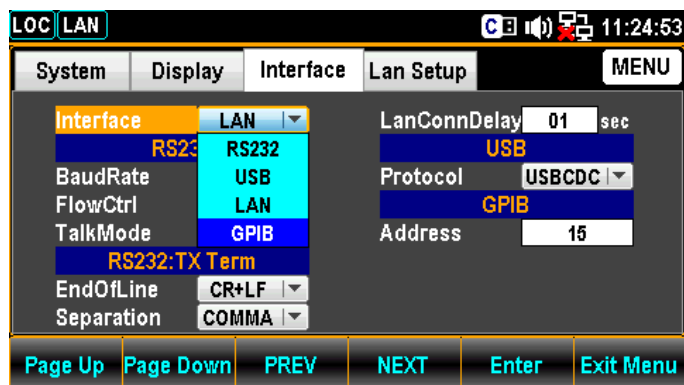 LOC LAN C 11:24:53
System Display Interface Lan Setup MENU
Interface LAN
RS232
USB
LAN
GPIB
BaudRate
FlowCtrl
TalkMode
RS232:TX Term
EndOfLine CR+LF
Separation COMMA
LanConnDelay 01 sec
USB
Protocol USBCDC
GPIB
Address 15
Page Up Page Down PREV NEXT Enter Exit Menu